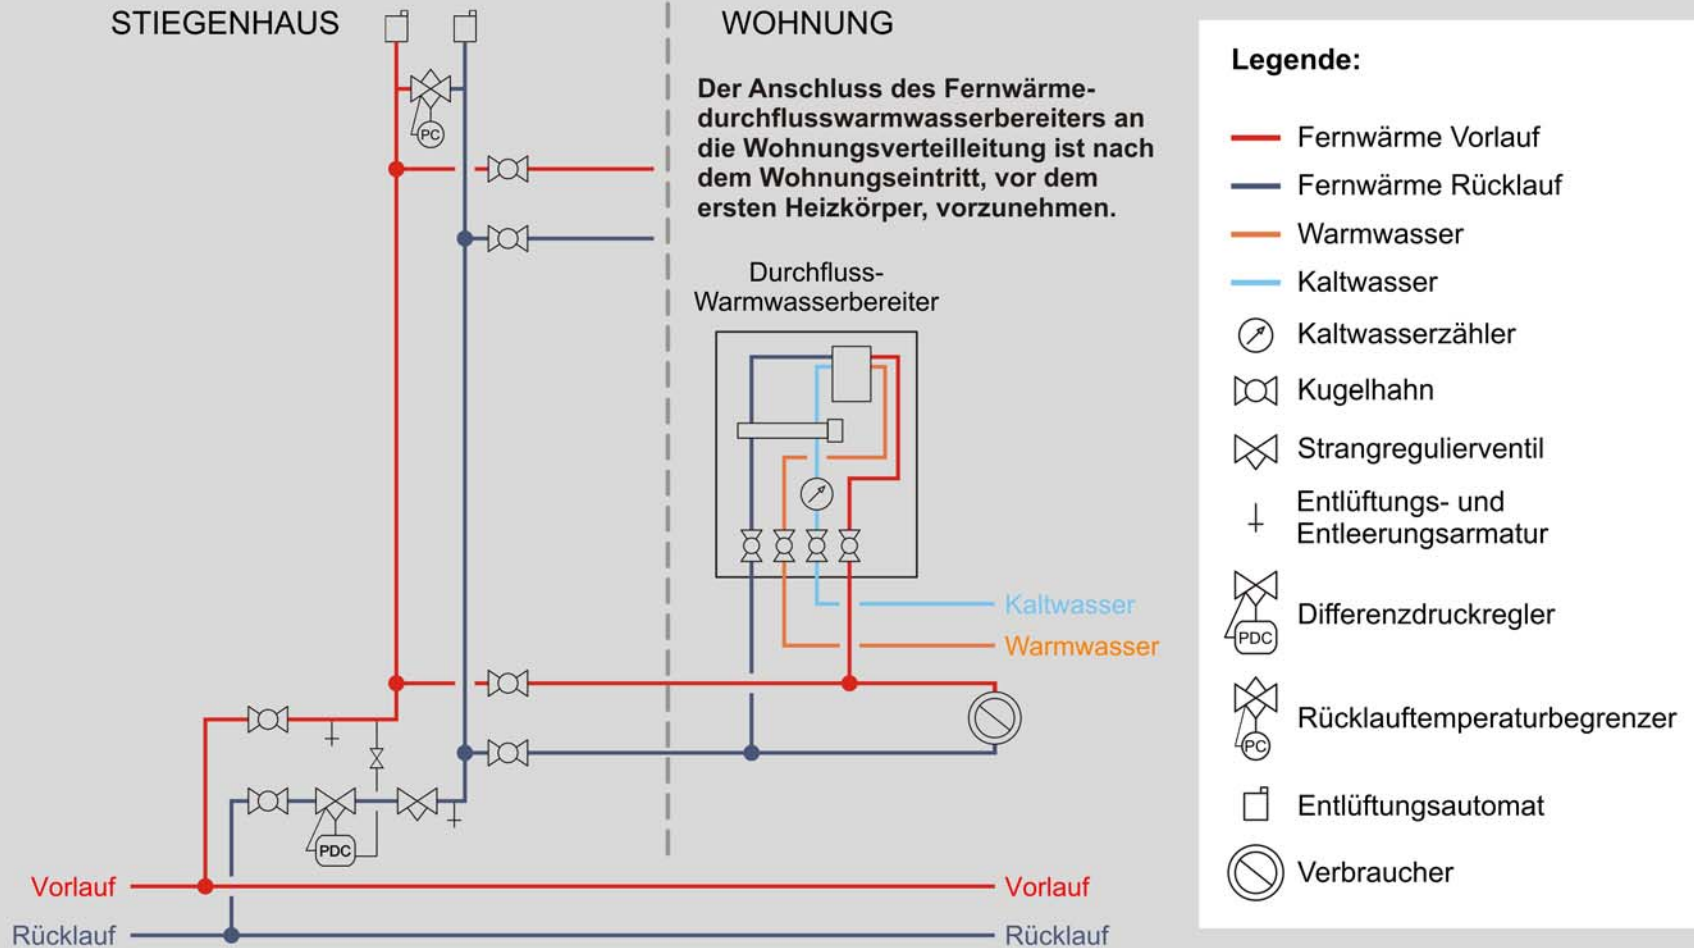 STIEGENHAUS
WOHNUNG
Der Anschluss des Fernwärme-
durchflusswarmwasserbereiters an
die Wohnungsverteilleitung ist nach
dem Wohnungseintritt, vor dem
ersten Heizkörper, vorzunehmen.
PC
Durchfluss-
Warmwasserbereiter
Kaltwasser
Warmwasser
PDC
Vorlauf
Vorlauf
Rücklauf
Rücklauf
Legende:
Fernwärme Vorlauf
Fernwärme Rücklauf
Warmwasser
Kaltwasser
Kaltwasserzähler
Kugelhahn
Strangregulierventil
Entlüftungs- und
Entleerungsarmatur
PDC
Differenzdruckregler
PC
Rücklauftemperaturbegrenzer
Entlüftungsautomat
Verbraucher